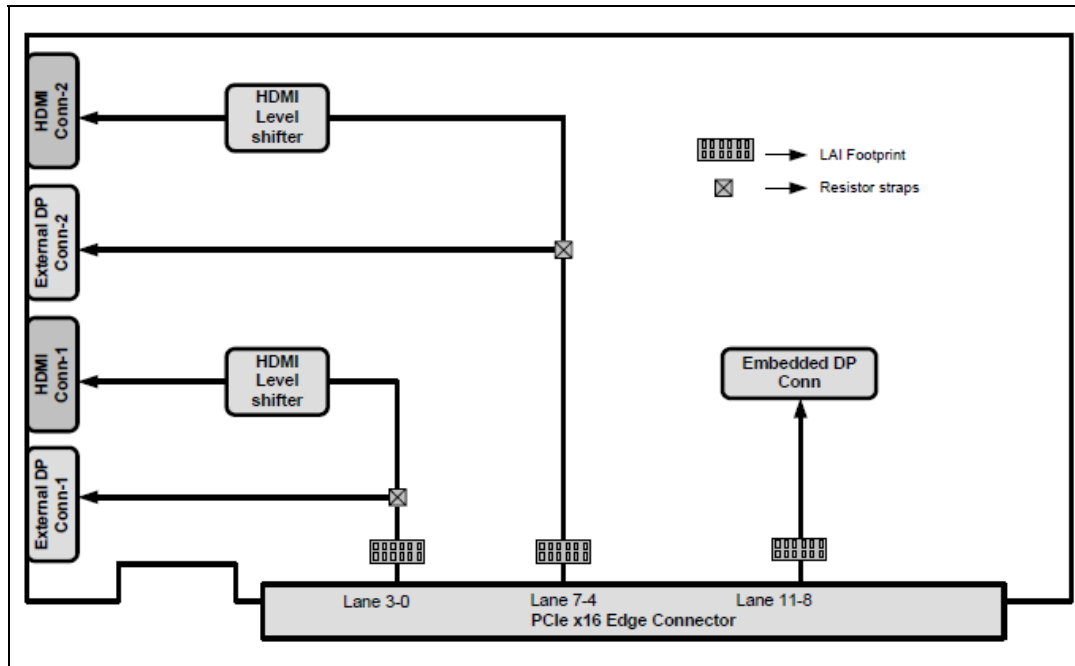 HDMI
Conn-2
HDMI
Level
shifter
LAI Footprint
Resistor straps
External DP
Conn-2
HDMI
Conn-1
HDMI
Level
shifter
Embedded DP
Conn
External DP
Conn-1
Lane 3-0
Lane 7-4
Lane 11-8
PCIe x16 Edge Connector